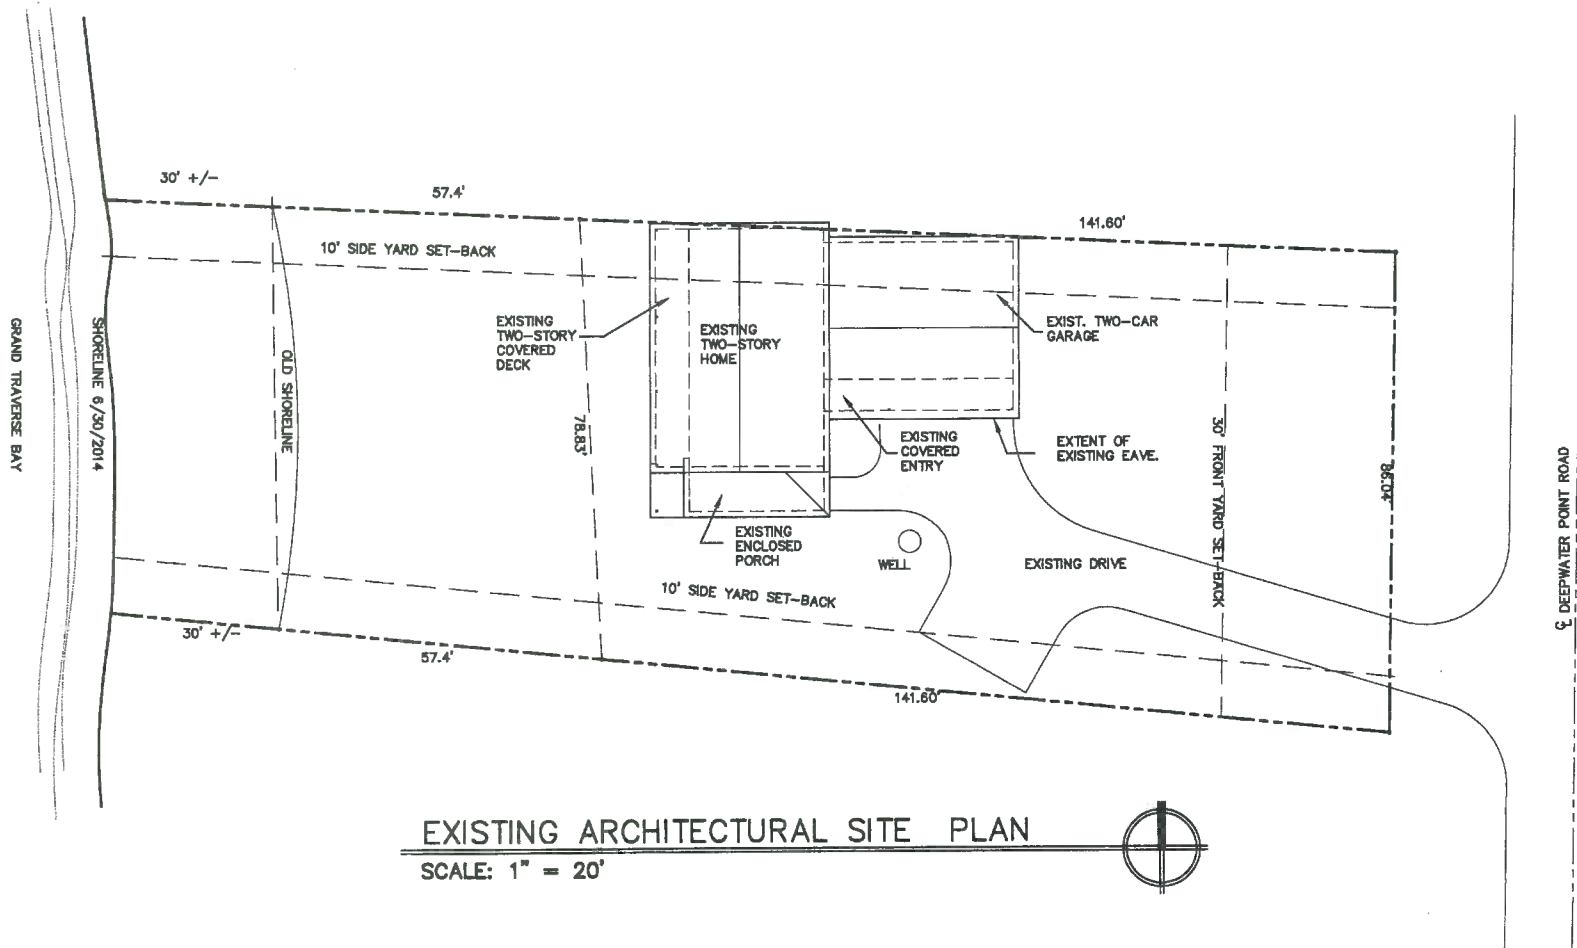 30' +/-
57.4'
141.60'
10' SIDE YARD SET-BACK
EXISTING
TWO-STORY
COVERED
DECK
EXISTING
TWO-STORY
HOME
EXIST. TWO-CAR
GARAGE
GRAND TRAVERSE BAY
SHORELINE 6/30/2014
OLD SHORELINE
78.83'
EXISTING
COVERED
ENTRY
EXTENT OF
EXISTING EAVE.
30' FRONT YARD SET-BACK
86.04'
℄ DEEPWATER POINT ROAD
EXISTING
ENCLOSED
PORCH
WELL
EXISTING DRIVE
10' SIDE YARD SET-BACK
30' +/-
57.4'
141.60'
EXISTING ARCHITECTURAL SITE PLAN
SCALE: 1" = 20'